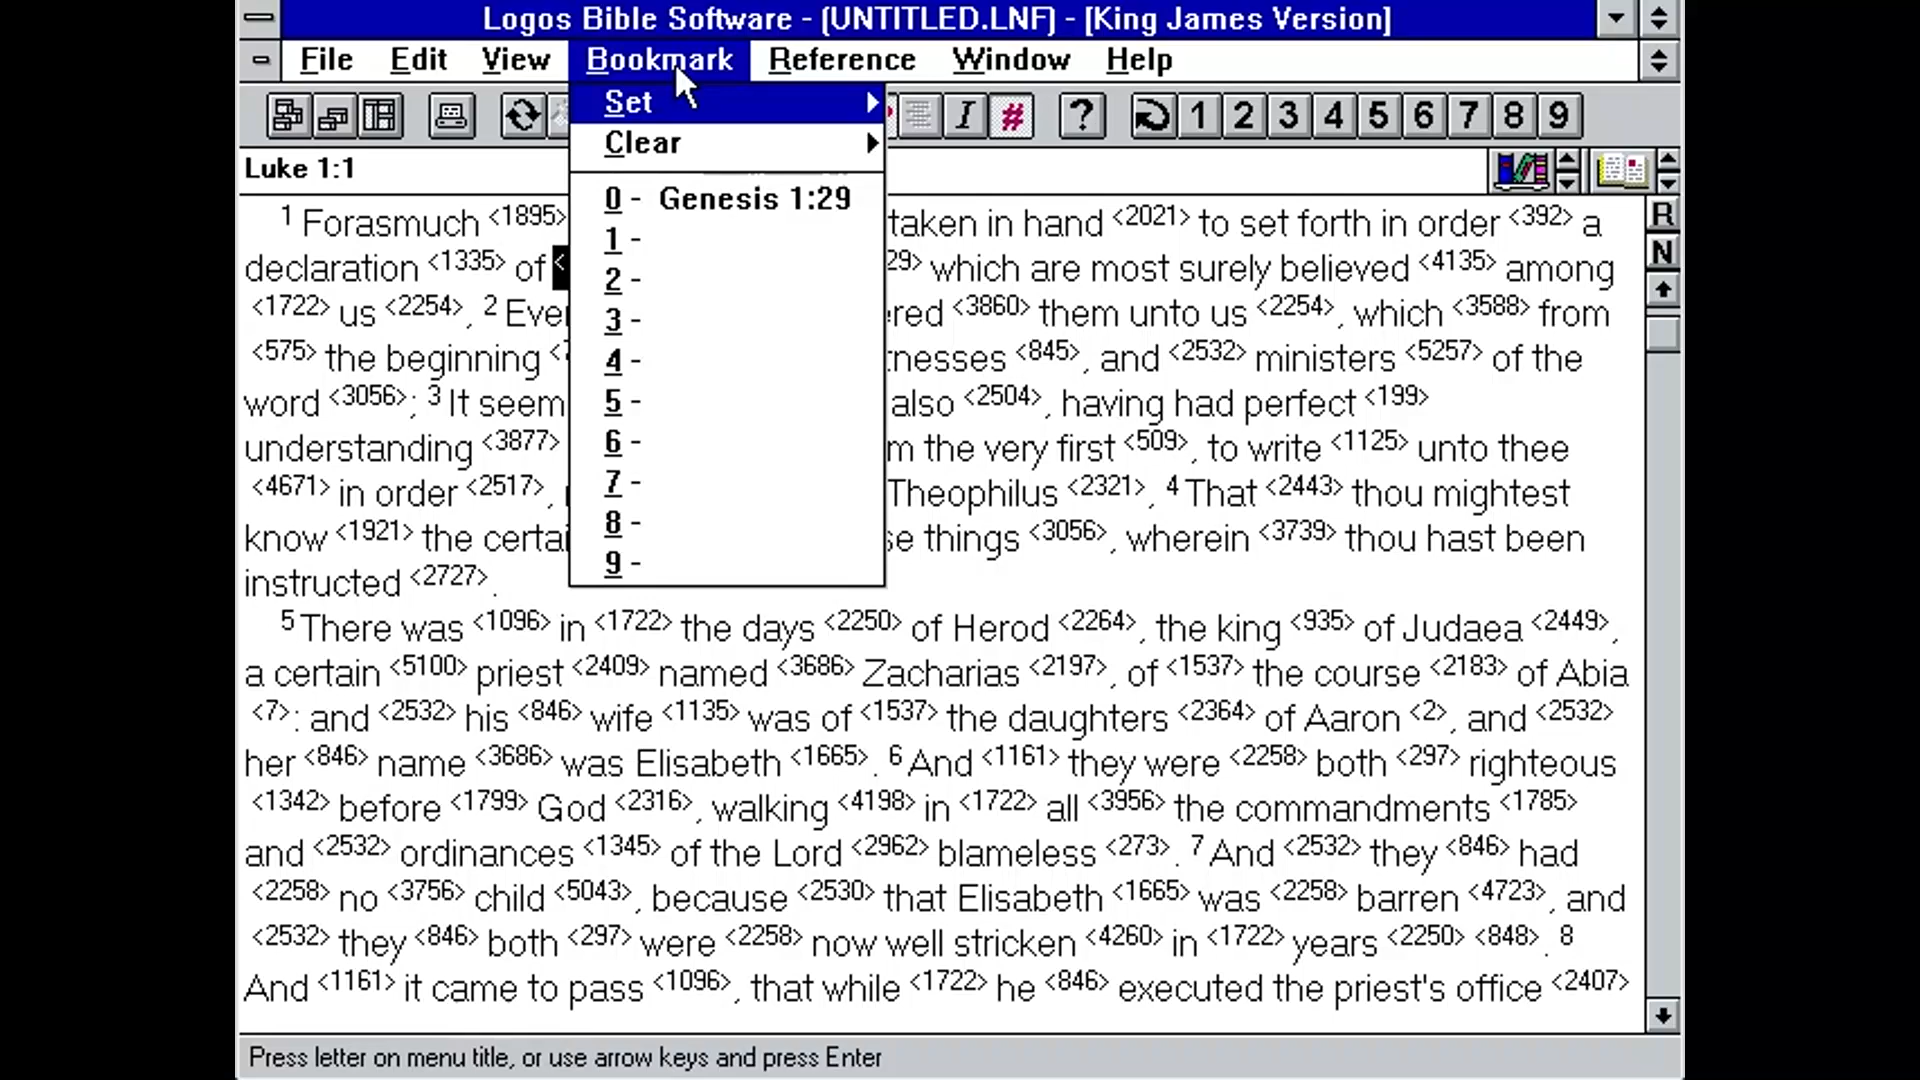 Logos Bible Software - (UNTITLED.LNF) - [King James Version]
File Edit View Bookmark Reference Window Help
Set
Clear
0 - Genesis 1:29
1 -
2 -
3 -
4 -
5 -
6 -
7 -
8 -
9 -
I # ? 1 2 3 4 5 6 7 8 9
Luke 1:1
R
N
1 Forasmuch <1895> taken in hand <2021> to set forth in order <392> a
declaration <1335> of < 29> which are most surely believed <4135> among
<1722> us <2254>, 2 <3860> them unto us <2254>, which <3588> from
<575> the beginning <845>, and <2532> ministers <5257> of the
word <3056>; 3 It also <2504>, having had perfect <199>
understanding <3877> the very first <509>, to write <1125> unto thee
<4671> in order <2517>, Theophilus <2321>, 4 That <2443> thou mightest
know <1921> the things <3056>, wherein <3739> thou hast been
instructed <2727>.
5 There was <1096> in <1722> the days <2250> of Herod <2264>, the king <935> of Judaea <2449>,
a certain <5100> priest <2409> named <3686> Zacharias <2197>, of <1537> the course <2183> of Abia
<7>: and <2532> his <846> wife <1135> was of <1537> the daughters <2364> of Aaron <2>, and <2532>
her <846> name <3686> was Elisabeth <1665>. 6 And <1161> they were <2258> both <297> righteous
<1342> before <1799> God <2316>, walking <4198> in <1722> all <3956> the commandments <1785>
and <2532> ordinances <1345> of the Lord <2962> blameless <273>. 7 And <2532> they <846> had
<2258> no <3756> child <5043>, because <2530> that Elisabeth <1665> was <2258> barren <4723>, and
<2532> they <846> both <297> were <2258> now well stricken <4260> in <1722> years <2250> <848>. 8
And <1161> it came to pass <1096>, that while <1722> he <846> executed the priest's office <2407>
Press letter on menu title, or use arrow keys and press Enter